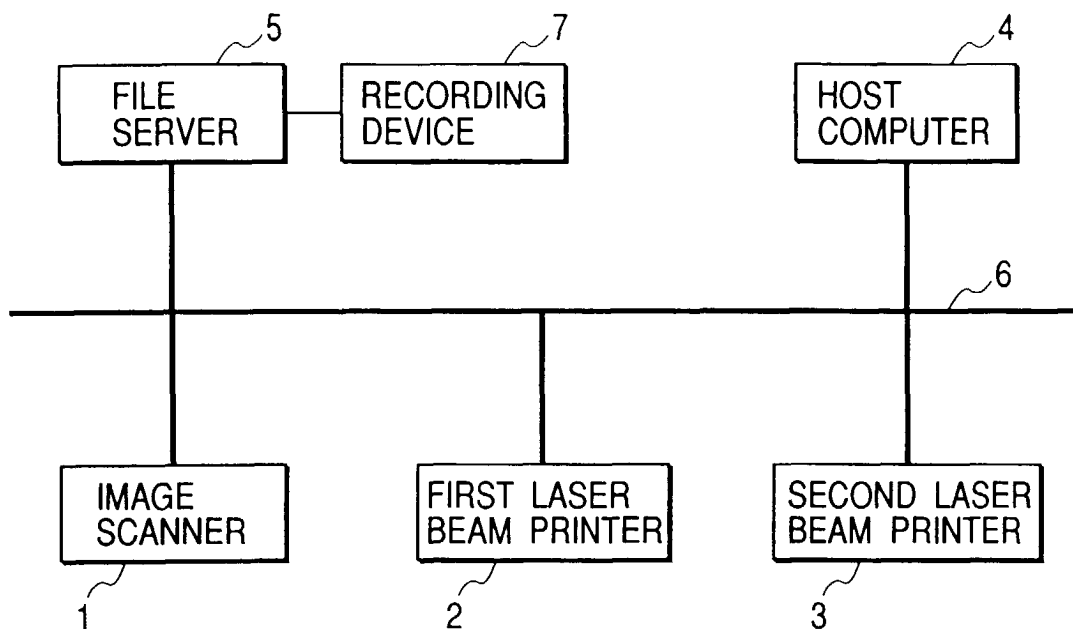 5
7
4
FILE
SERVER
RECORDING
DEVICE
HOST
COMPUTER
6
IMAGE
SCANNER
FIRST LASER
BEAM PRINTER
SECOND LASER
BEAM PRINTER
1
2
3